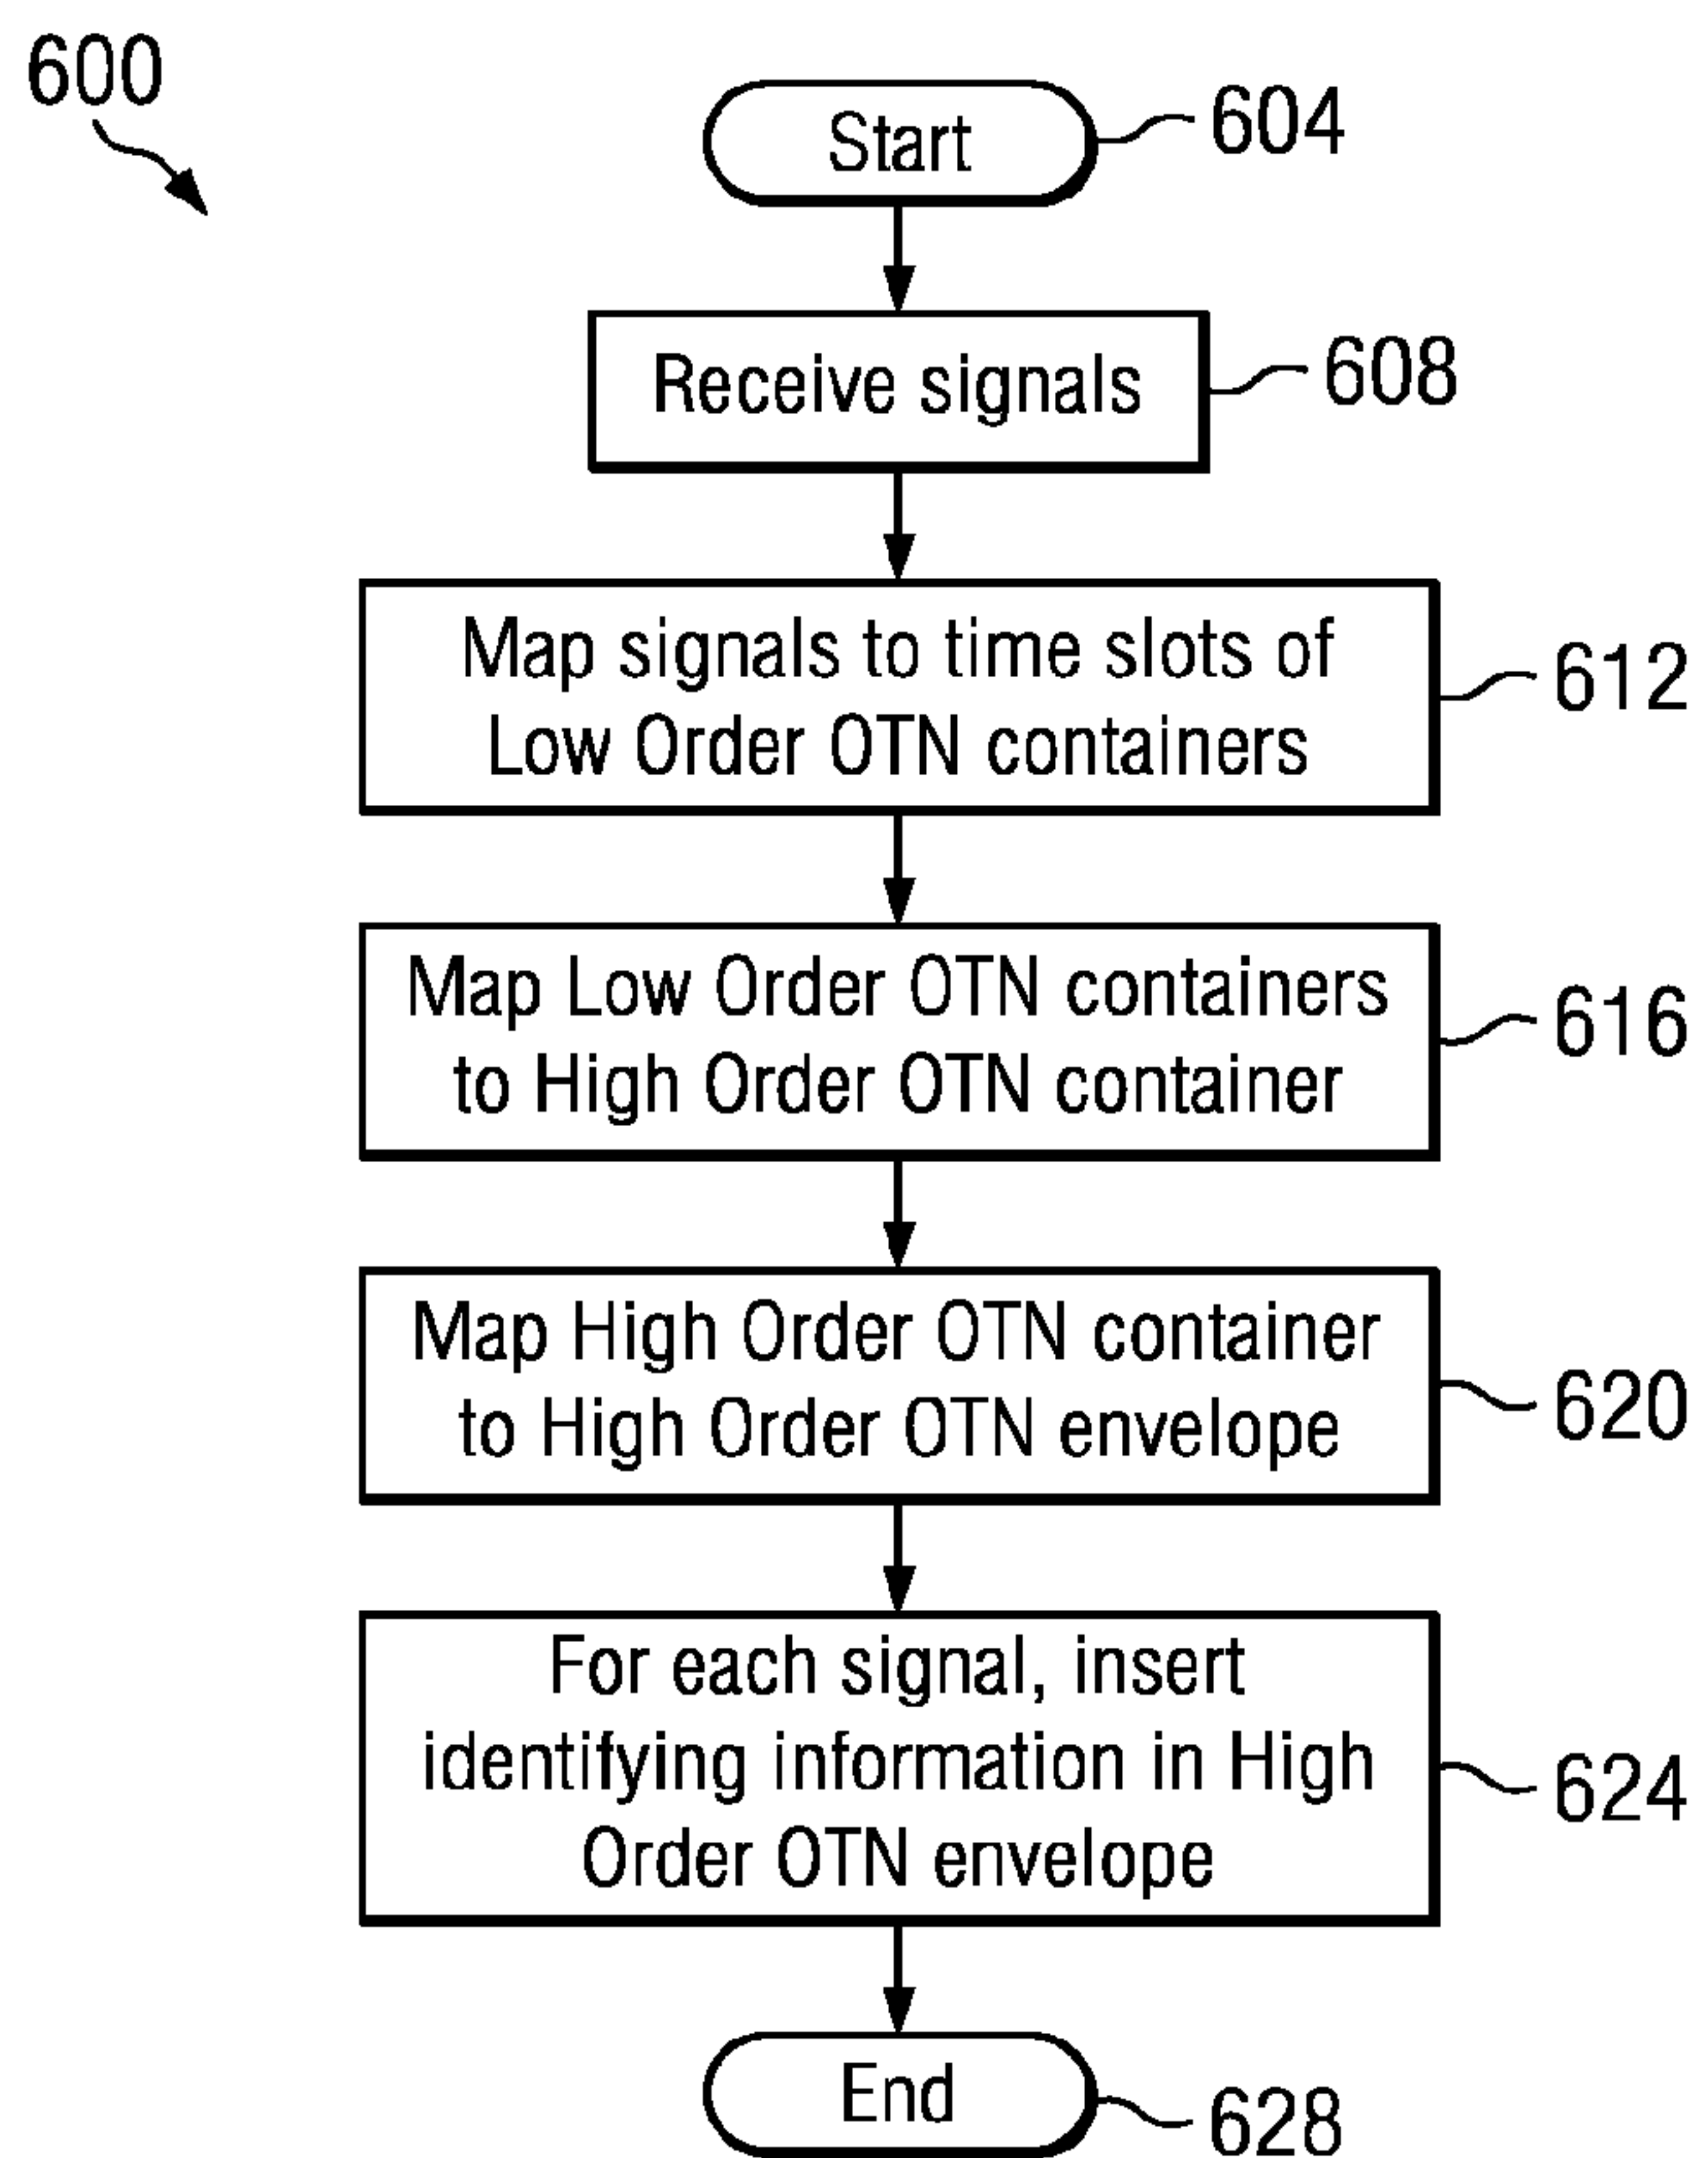 600
Start
604
Receive signals
608
Map signals to time slots of
Low Order OTN containers
612
Map Low Order OTN containers
to High Order OTN container
616
Map High Order OTN container
to High Order OTN envelope
620
For each signal, insert
identifying information in High
Order OTN envelope
624
End
628